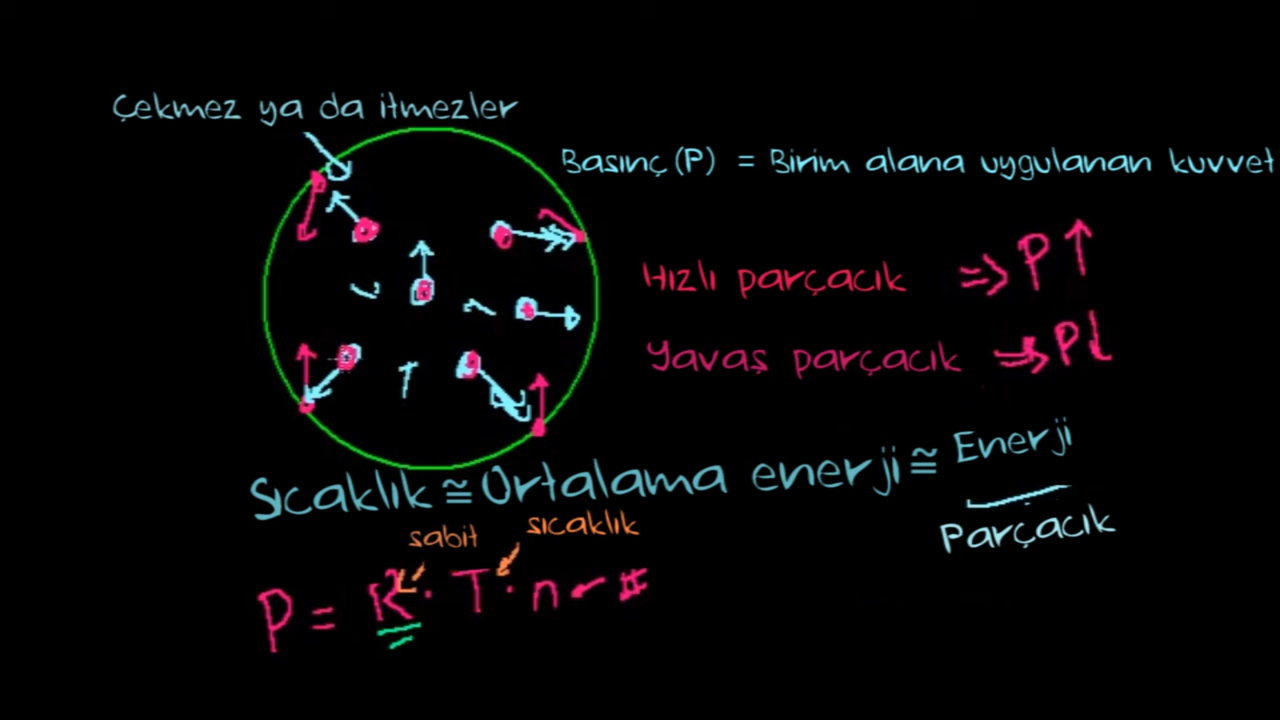 Çekmez ya da itmezler
Basınç (P) = Birim alana uygulanan kuvvet
Hızlı parçacık ⇒ P↑
Yavaş parçacık ⇒ P↓
T
Sıcaklık ≅ Ortalama enerji ≅ Enerji
Parçacık
sabit sıcaklık
P = R · T · n ← #